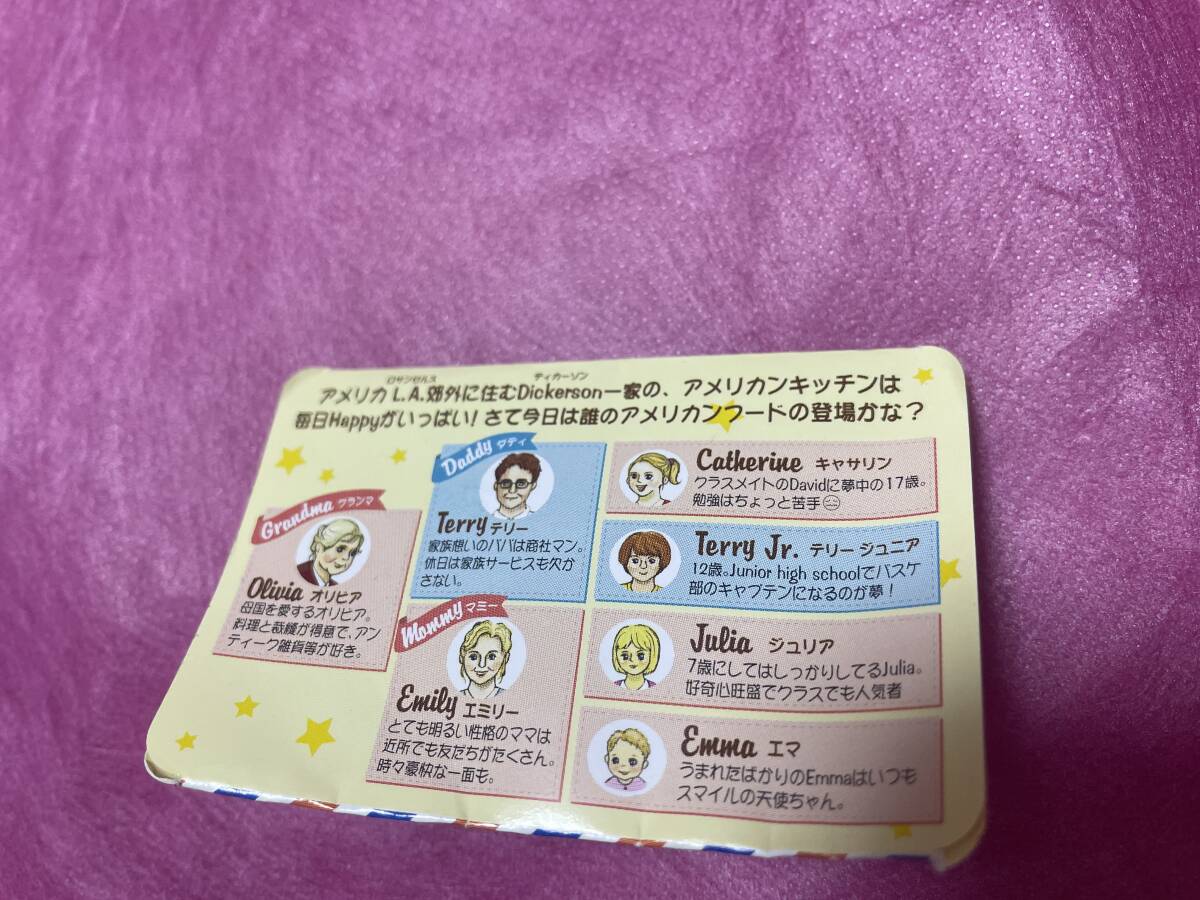 ロサンゼルス ディカーソン
アメリカ L.A.郊外に住むDickerson一家の、アメリカンキッチンは
毎日Happyがいっぱい! さて今日は誰のアメリカンフードの登場かな？
Grandma グランマ
Olivia オリビア
母国を愛するオリビア。
料理と裁縫が得意で、アン
ティーク雑貨等が好き。
Daddy ダディ
Terry テリー
家族想いのパパは商社マン。
休日は家族サービスも欠か
さない。
Mommy マミー
Emily エミリー
とても明るい性格のママは
近所でも友だちがたくさん。
時々豪快な一面も。
Catherine キャサリン
クラスメイトのDavidに夢中の17歳。
勉強はちょっと苦手
Terry Jr. テリー ジュニア
12歳。Junior high schoolでバスケ
部のキャプテンになるのが夢！
Julia ジュリア
7歳にしてはしっかりしてるJulia。
好奇心旺盛でクラスでも人気者
Emma エマ
うまれたばかりのEmmaはいつも
スマイルの天使ちゃん。